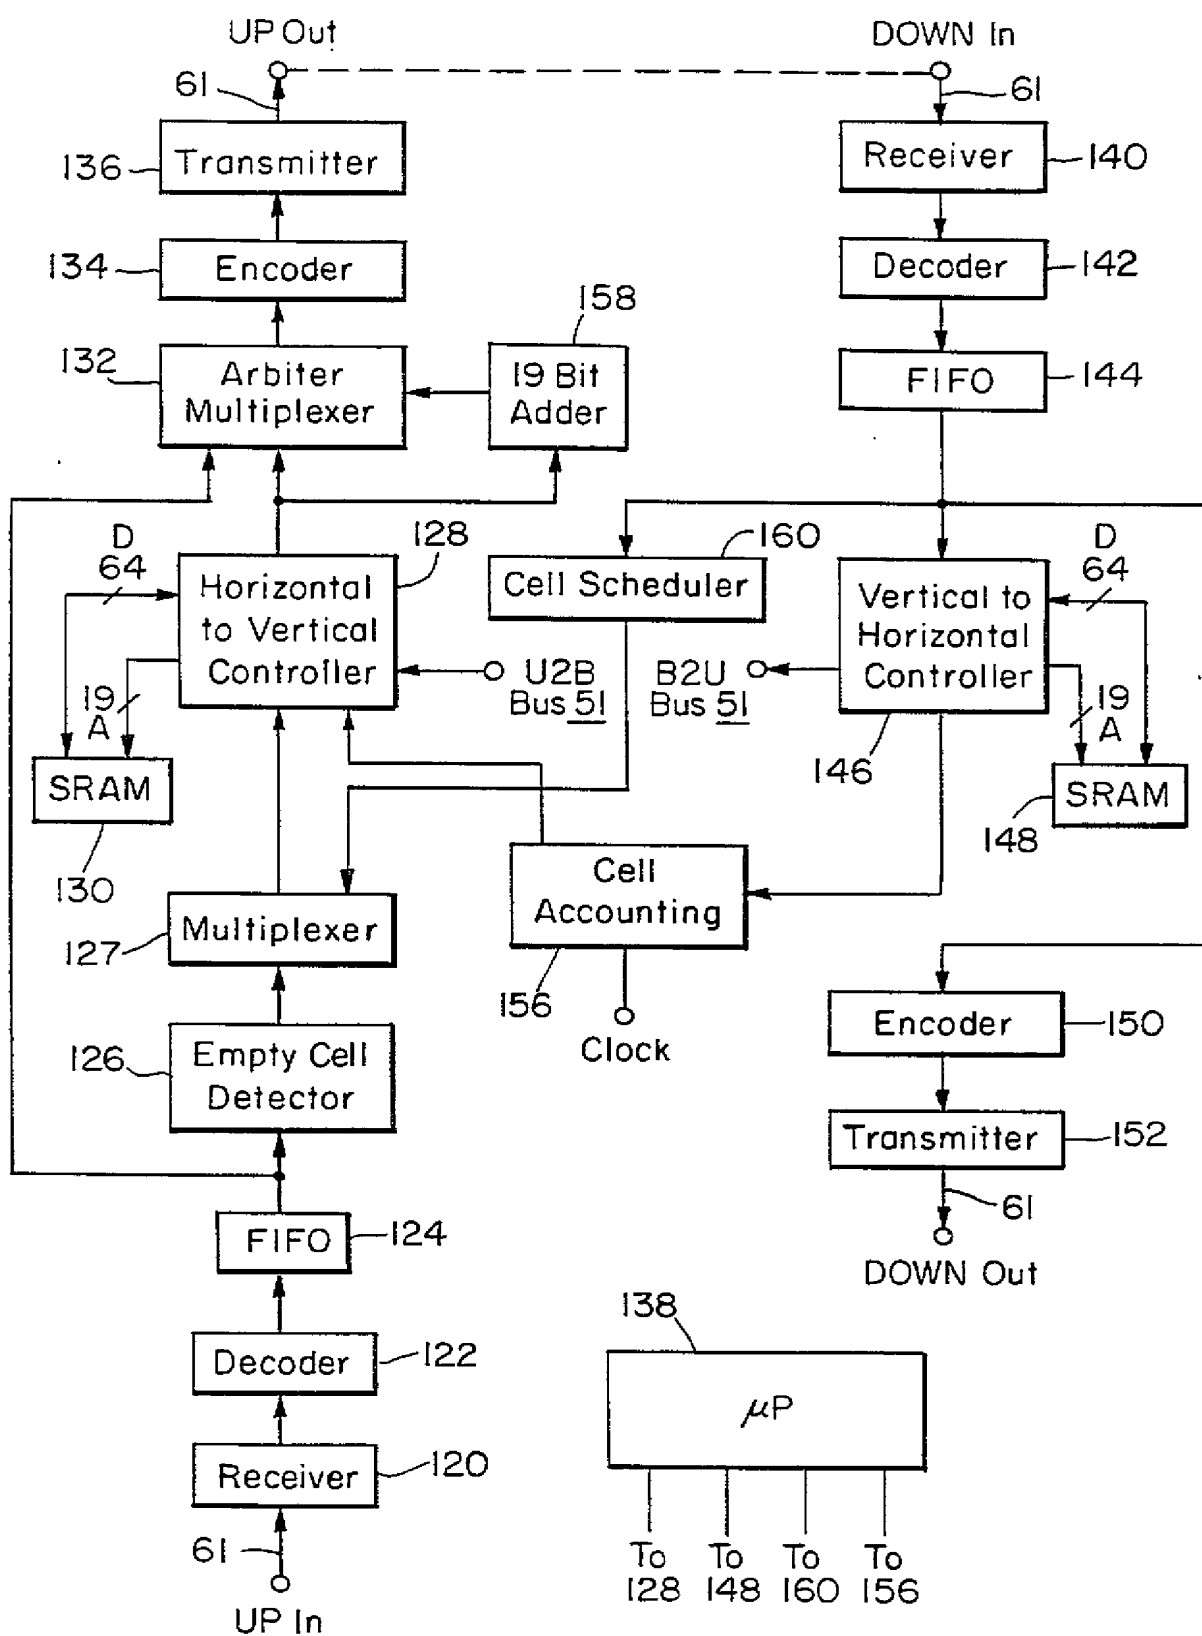 UP Out
DOWN In
61
61
136
Transmitter
Receiver
140
134
Encoder
Decoder
142
158
132
Arbiter
Multiplexer
19 Bit
Adder
FIFO
144
128
160
D
64
Horizontal
to Vertical
Controller
Cell Scheduler
Vertical to
Horizontal
Controller
D
64
U2B
Bus 51
B2U
Bus 51
19
A
19
A
SRAM
130
146
SRAM
148
Cell
Accounting
156
Multiplexer
127
Clock
Encoder
150
126
Empty Cell
Detector
Transmitter
152
61
DOWN Out
FIFO
124
138
Decoder
122
μP
Receiver
120
61
To
128
To
148
To
160
To
156
UP In